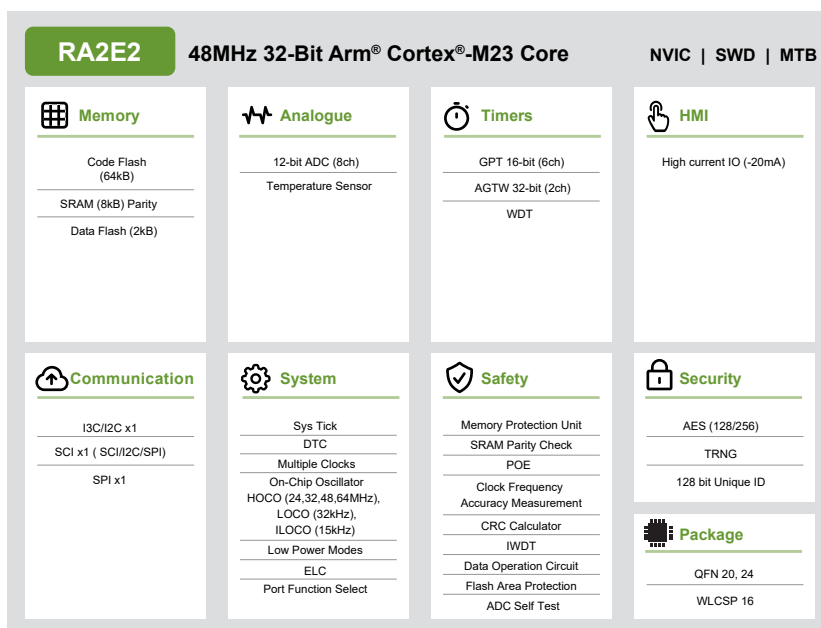 RA2E2
48MHz 32-Bit Arm® Cortex®-M23 Core
NVIC | SWD | MTB
Memory
Code Flash
(64kB)
SRAM (8kB) Parity
Data Flash (2kB)
Analogue
12-bit ADC (8ch)
Temperature Sensor
Timers
GPT 16-bit (6ch)
AGTW 32-bit (2ch)
WDT
HMI
High current IO (-20mA)
Communication
I3C/I2C x1
SCI x1 ( SCI/I2C/SPI)
SPI x1
System
Sys Tick
DTC
Multiple Clocks
On-Chip Oscillator
HOCO (24,32,48,64MHz),
LOCO (32kHz),
ILOCO (15kHz)
Low Power Modes
ELC
Port Function Select
Safety
Memory Protection Unit
SRAM Parity Check
POE
Clock Frequency
Accuracy Measurement
CRC Calculator
IWDT
Data Operation Circuit
Flash Area Protection
ADC Self Test
Security
AES (128/256)
TRNG
128 bit Unique ID
Package
QFN 20, 24
WLCSP 16